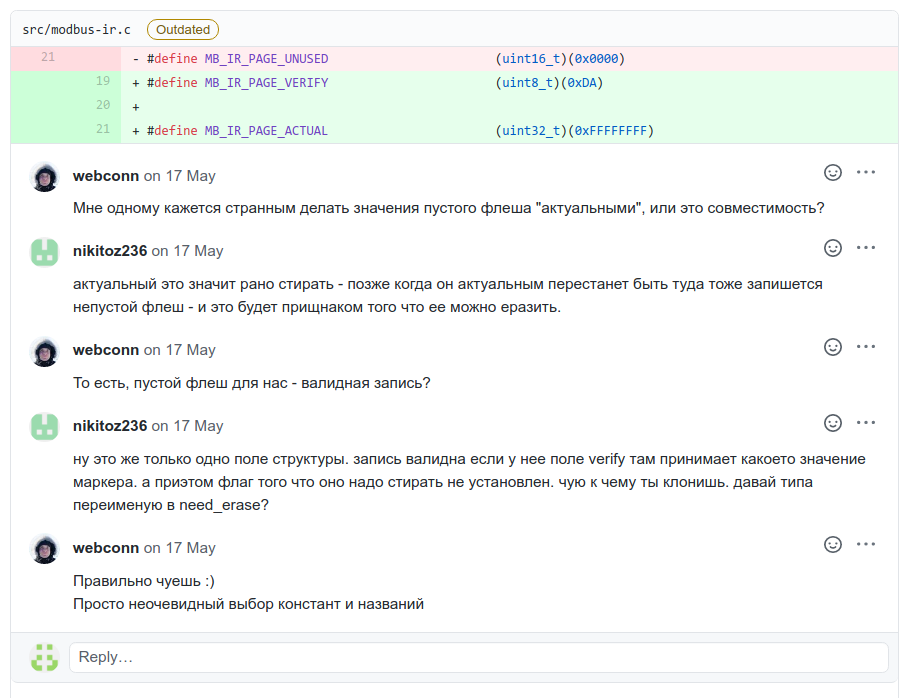 src/modbus-ir.c Outdated
21 - #define MB_IR_PAGE_UNUSED (uint16_t)(0x0000)
19 + #define MB_IR_PAGE_VERIFY (uint8_t)(0xDA)
20 +
21 + #define MB_IR_PAGE_ACTUAL (uint32_t)(0xFFFFFFFF)
webconn on 17 May
Мне одному кажется странным делать значения пустого флеша "актуальными", или это совместимость?
nikitoz236 on 17 May
актуальный это значит рано стирать - позже когда он актуальным перестанет быть туда тоже запишется
непустой флеш - и это будет прищнаком того что ее можно еразить.
webconn on 17 May
То есть, пустой флеш для нас - валидная запись?
nikitoz236 on 17 May
ну это же только одно поле структуры. запись валидна если у нее поле verify там принимает какоето значение
маркера. а приэтом флаг того что оно надо стирать не установлен. чую к чему ты клонишь. давай типа
переименую в need_erase?
webconn on 17 May
Правильно чуешь :)
Просто неочевидный выбор констант и названий
Reply…